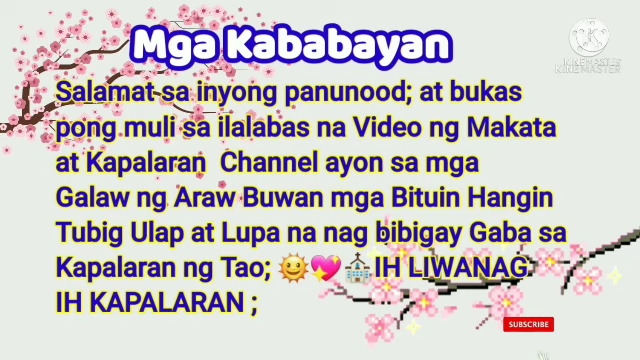 Mga Kababayan
Salamat sa inyong panunood; at bukas
pong muli sa ilalabas na Video ng Makata
at Kapalaran Channel ayon sa mga
Galaw ng Araw Buwan mga Bituin Hangin
Tubig Ulap at Lupa na nag bibigay Gaba sa
Kapalaran ng Tao; 🌞💖⛪IH LIWANAG.
IH KAPALARAN ;
SUBSCRIBE
K
KINEMASTER
KINEMASTER